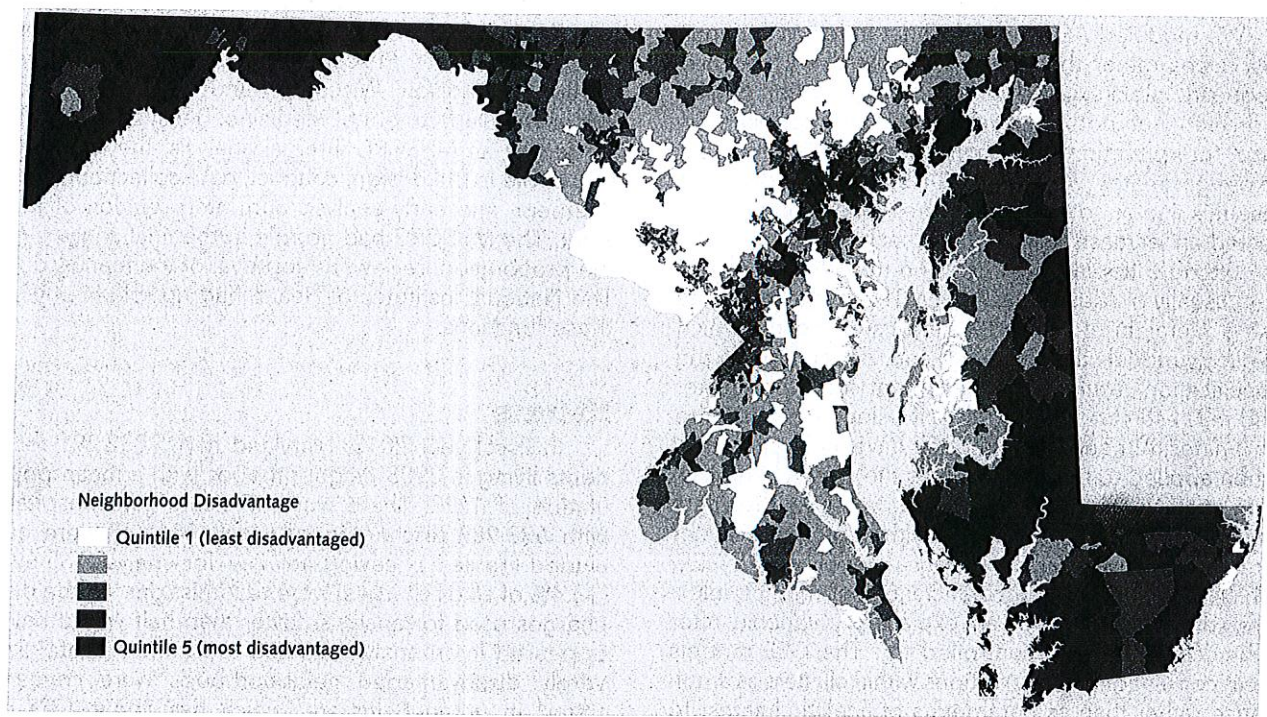 Neighborhood Disadvantage
Quintile 1 (least disadvantaged)
Quintile 5 (most disadvantaged)